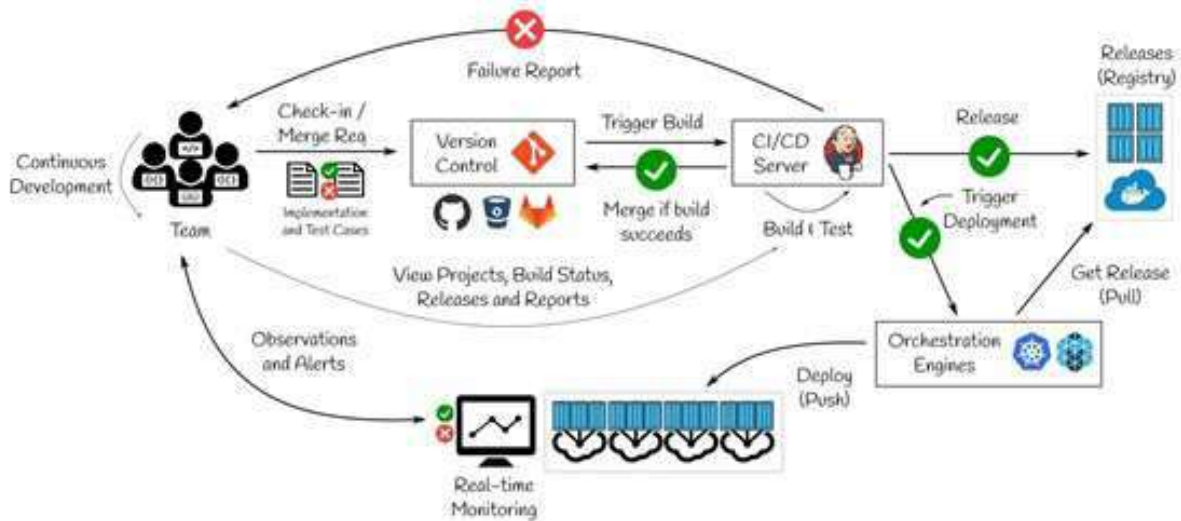 Failure Report
Releases
(Registry)
Check-in /
Merge Req
Trigger Build
Release
Continuous
Development
Version
Control
CI/CD
Server
Implementation
and Test Cases
Merge if build
succeeds
Trigger
Deployment
Team
Build & Test
View Projects, Build Status,
Releases and Reports
Get Release
(Pull)
Observations
and Alerts
Orchestration
Engines
Deploy
(Push)
Real-time
Monitoring